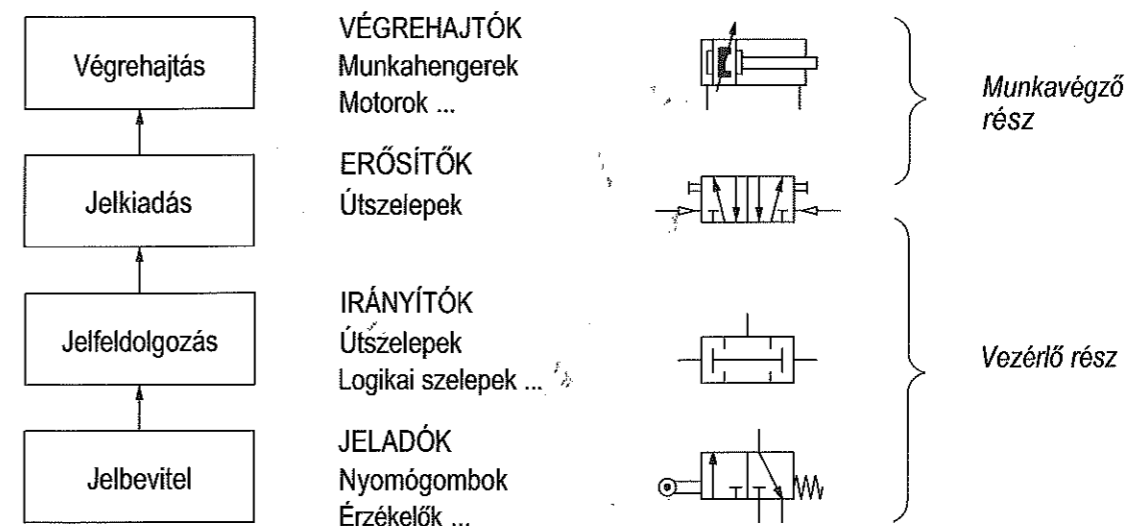 Végrehajtás
VÉGREHAJTÓK
Munkahengerek
Motorok ...
Munkavégző
rész
Jelkiadás
ERŐSÍTŐK
Útszelepek
Jelfeldolgozás
IRÁNYÍTÓK
Útszelepek
Logikai szelepek ...
Vezérlő rész
Jelbevitel
JELADÓK
Nyomógombok
Érzékelők ...